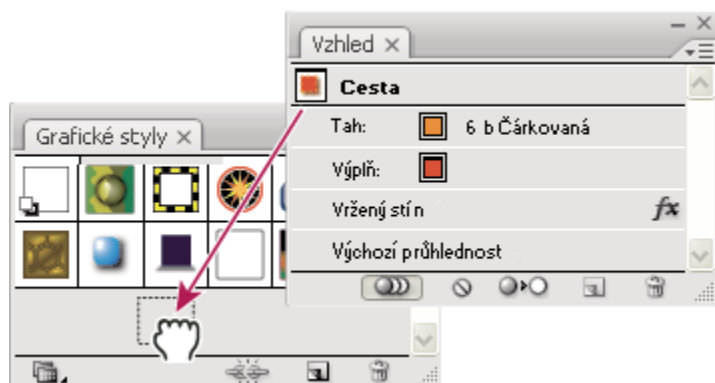 Vzhled
Cesta
Grafické styly
Tah: 6 b Čárkovaná
Výplň:
Vržený stín fx
Výchozí průhlednost